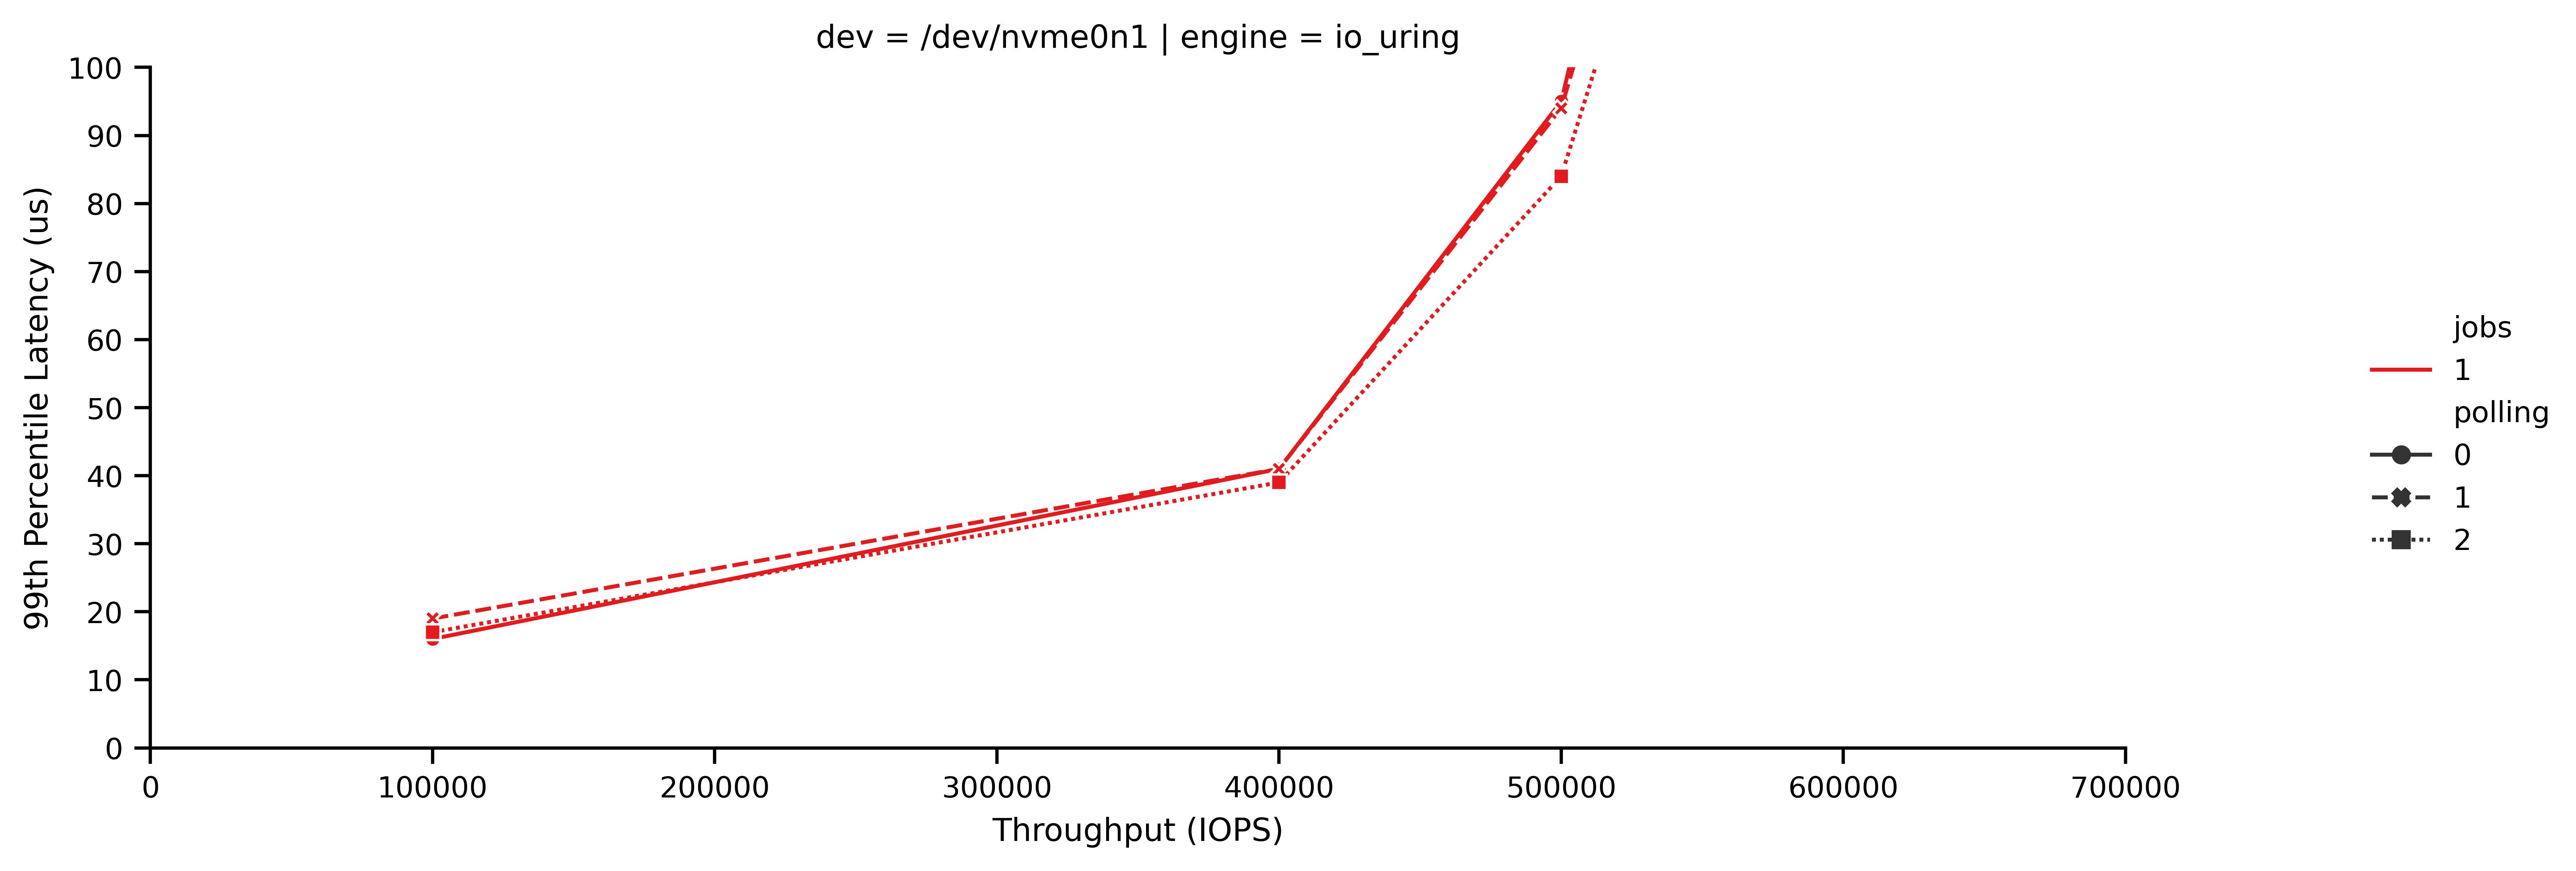 dev = /dev/nvme0n1 | engine = io_uring
99th Percentile Latency (us)
100
90
80
70
60
50
40
30
20
10
0
0 100000 200000 300000 400000 500000 600000 700000
Throughput (IOPS)
jobs
1
polling
0
1
2